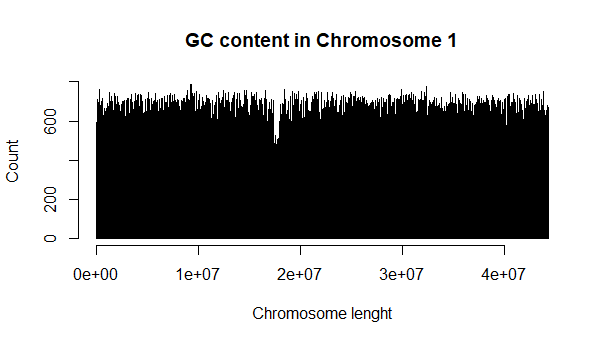 GC content in Chromosome 1
Count
600
200
0
0e+00 1e+07 2e+07 3e+07 4e+07
Chromosome lenght